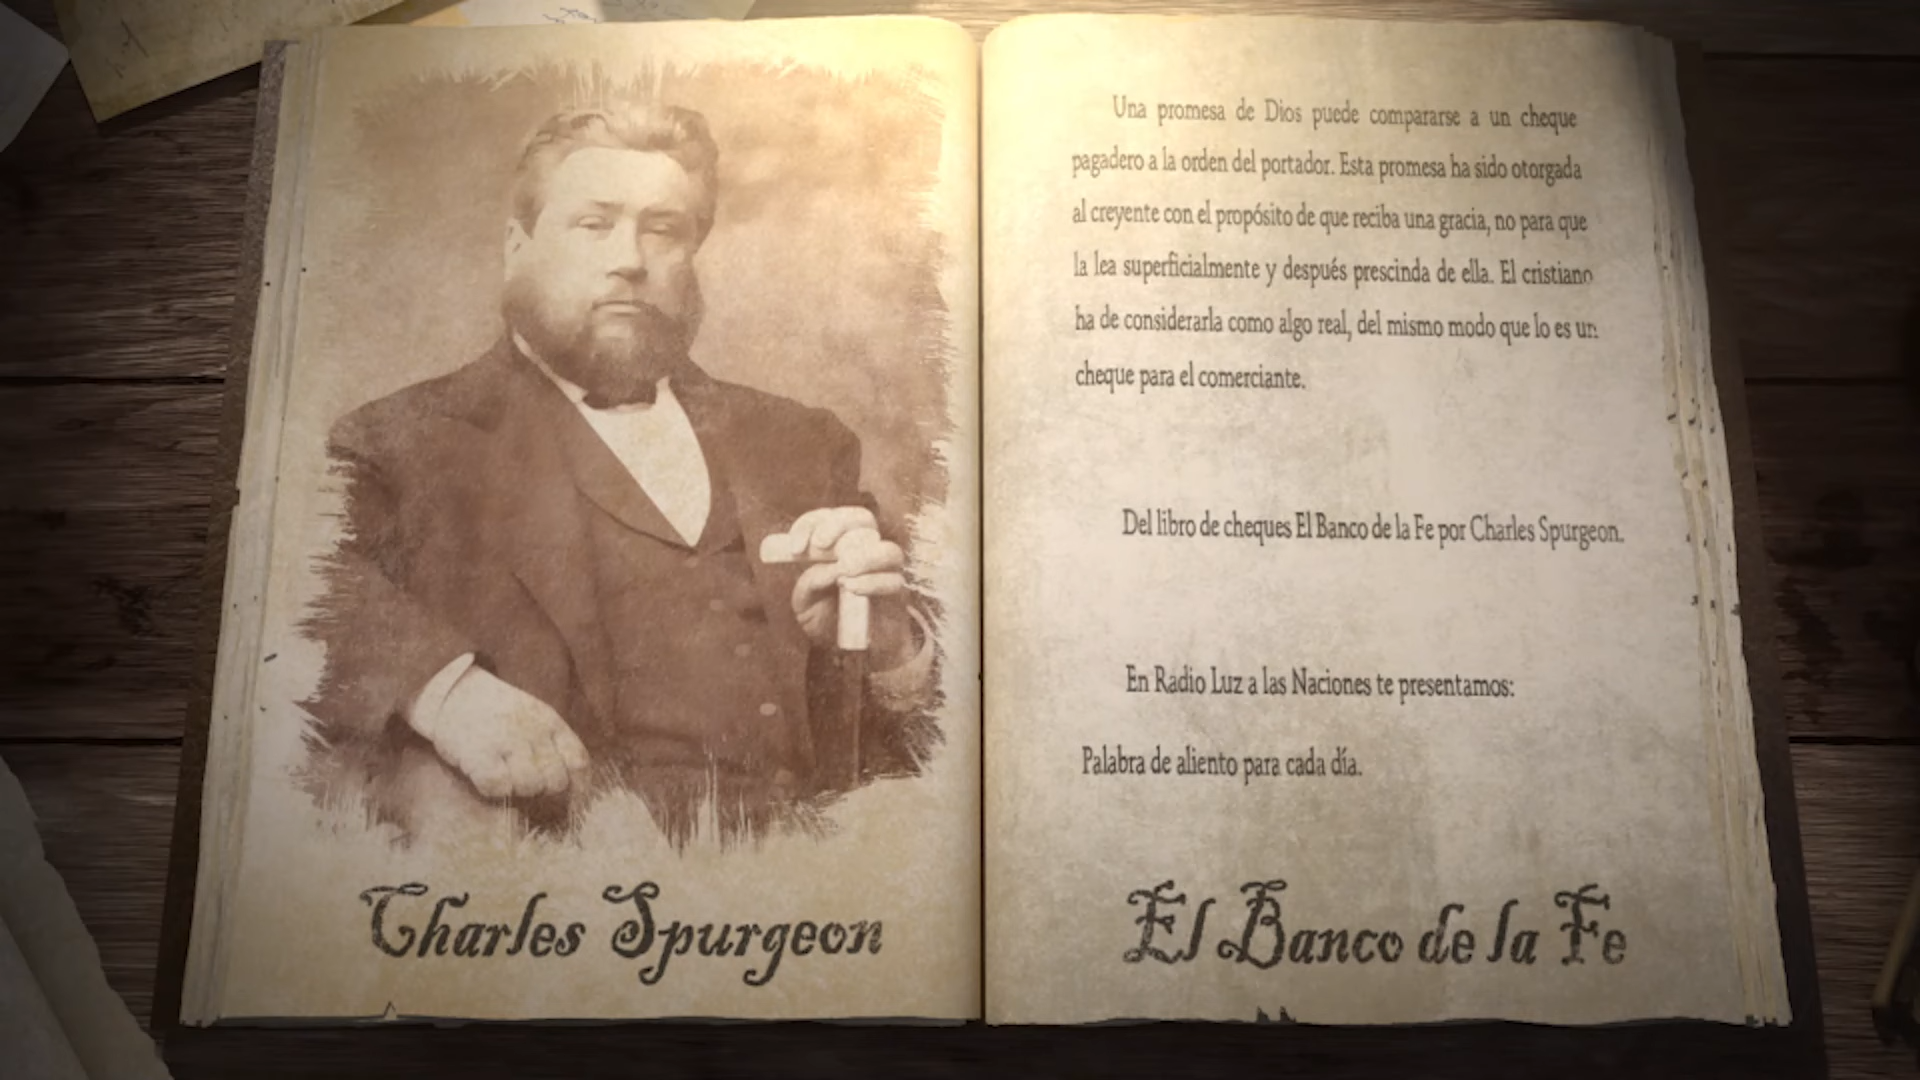 Charles Spurgeon
Una promesa de Dios puede compararse a un cheque
pagadero a la orden del portador. Esta promesa ha sido otorgada
al creyente con el propósito de que reciba una gracia, no para que
la lea superficialmente y después prescinda de ella. El cristiano
ha de considerarla como algo real, del mismo modo que lo es un
cheque para el comerciante.
Del libro de cheques El Banco de la Fe por Charles Spurgeon.
En Radio Luz a las Naciones te presentamos:
Palabra de aliento para cada día.
El Banco de la Fe